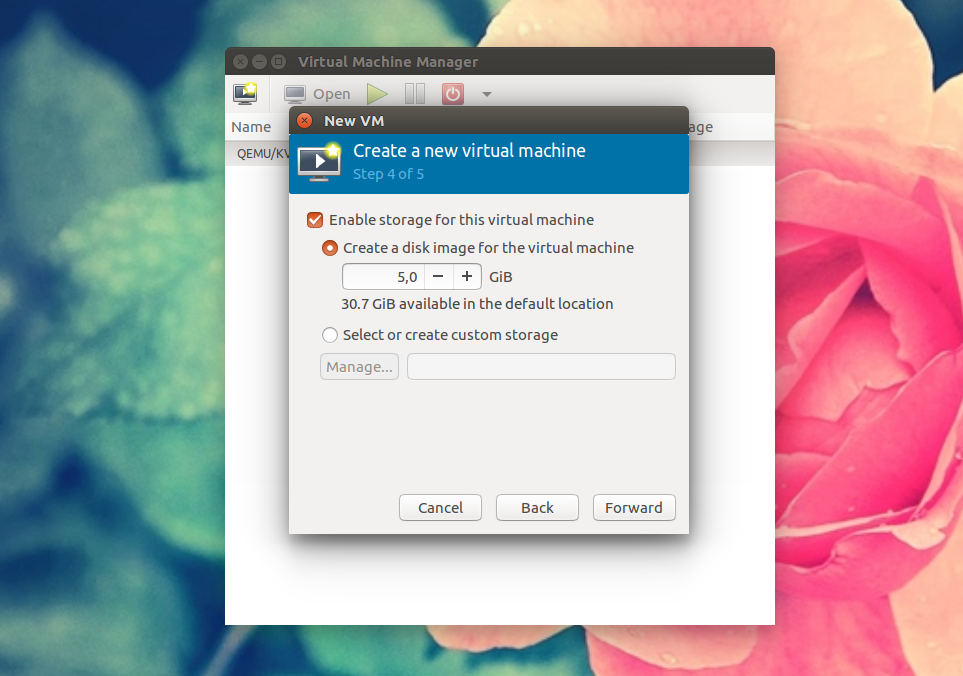 Virtual Machine Manager
Open
Name
QEMU/KV
New VM
Create a new virtual machine
Step 4 of 5
Enable storage for this virtual machine
Create a disk image for the virtual machine
5,0 − + GiB
30.7 GiB available in the default location
Select or create custom storage
Manage...
Cancel Back Forward